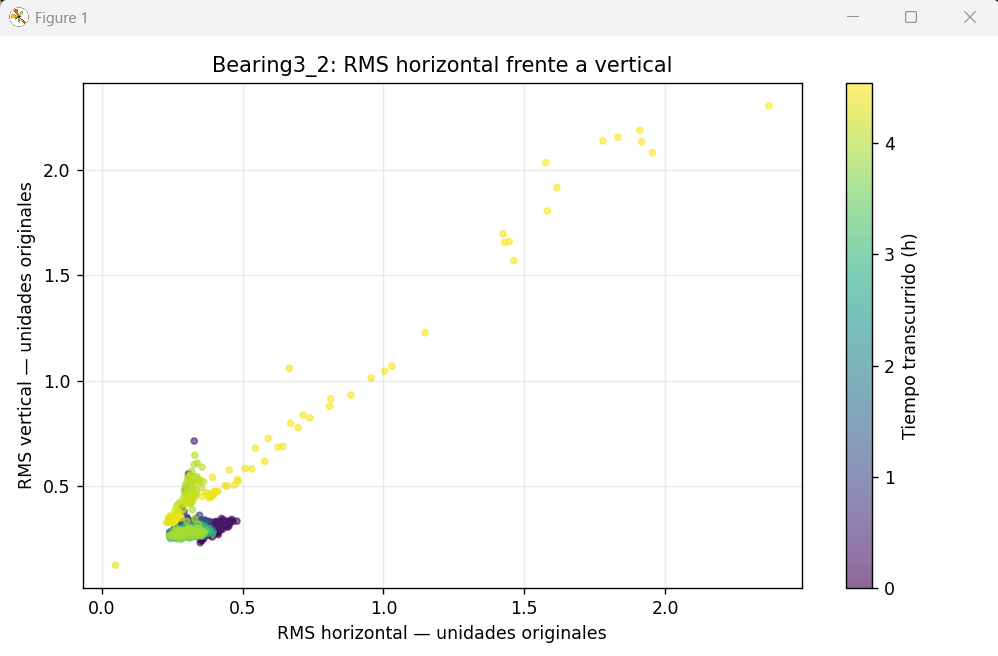 Figure 1
Bearing3_2: RMS horizontal frente a vertical
RMS vertical — unidades originales
2.0
1.5
1.0
0.5
0.0
0.5
1.0
1.5
2.0
RMS horizontal — unidades originales
4
3
2
1
0
Tiempo transcurrido (h)